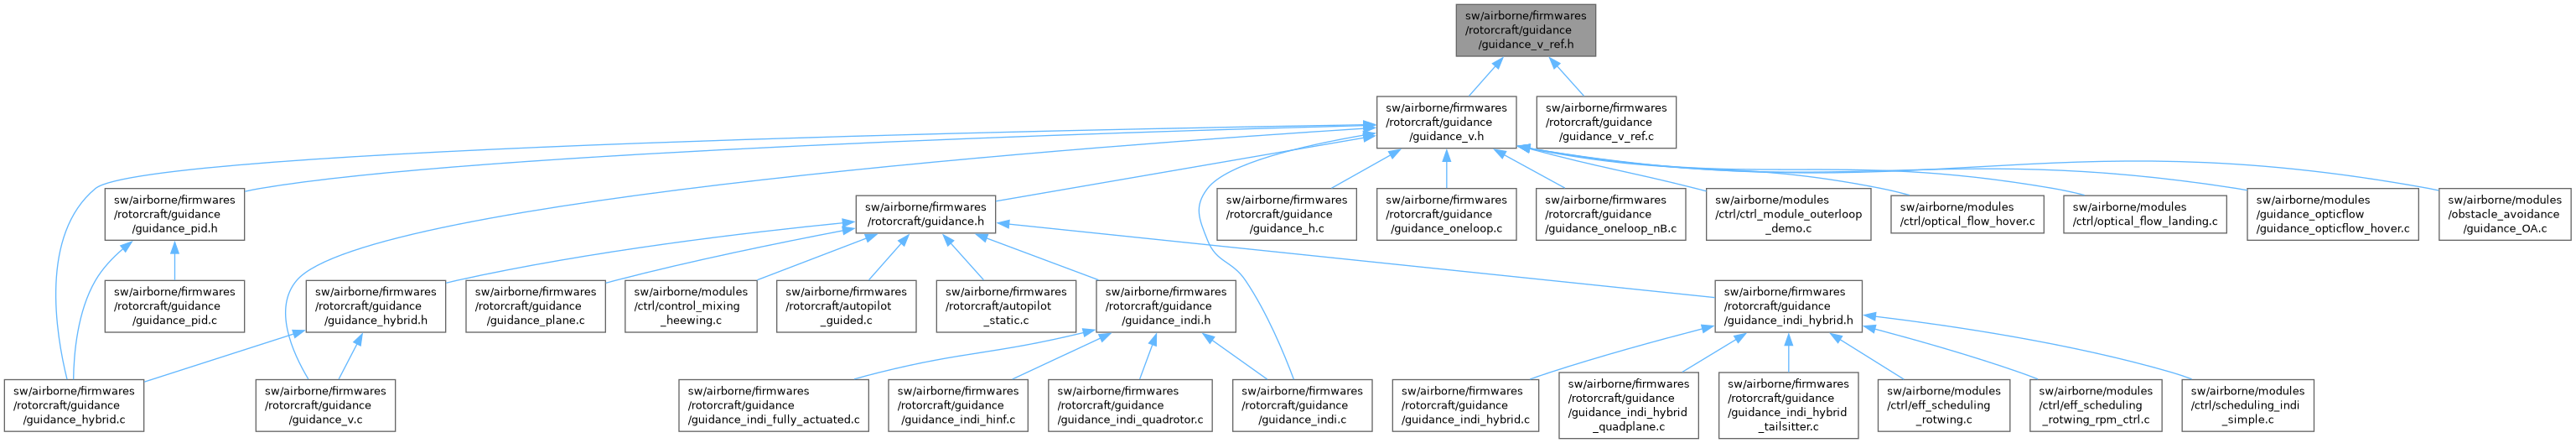 sw/airborne/firmwares
/rotorcraft/guidance
/guidance_v_ref.h
sw/airborne/firmwares
/rotorcraft/guidance
/guidance_v.h
sw/airborne/firmwares
/rotorcraft/guidance
/guidance_v_ref.c
sw/airborne/firmwares
/rotorcraft/guidance
/guidance_pid.h
sw/airborne/firmwares
/rotorcraft/guidance.h
sw/airborne/firmwares
/rotorcraft/guidance
/guidance_h.c
sw/airborne/firmwares
/rotorcraft/guidance
/guidance_oneloop.c
sw/airborne/firmwares
/rotorcraft/guidance
/guidance_oneloop_nB.c
sw/airborne/modules
/ctrl/ctrl_module_outerloop
_demo.c
sw/airborne/modules
/ctrl/optical_flow_hover.c
sw/airborne/modules
/ctrl/optical_flow_landing.c
sw/airborne/modules
/guidance_opticflow
/guidance_opticflow_hover.c
sw/airborne/modules
/obstacle_avoidance
/guidance_OA.c
sw/airborne/firmwares
/rotorcraft/guidance
/guidance_pid.c
sw/airborne/firmwares
/rotorcraft/guidance
/guidance_hybrid.h
sw/airborne/firmwares
/rotorcraft/guidance
/guidance_plane.c
sw/airborne/modules
/ctrl/control_mixing
_heewing.c
sw/airborne/firmwares
/rotorcraft/autopilot
_guided.c
sw/airborne/firmwares
/rotorcraft/autopilot
_static.c
sw/airborne/firmwares
/rotorcraft/guidance
/guidance_indi.h
sw/airborne/firmwares
/rotorcraft/guidance
/guidance_indi_hybrid.h
sw/airborne/firmwares
/rotorcraft/guidance
/guidance_hybrid.c
sw/airborne/firmwares
/rotorcraft/guidance
/guidance_v.c
sw/airborne/firmwares
/rotorcraft/guidance
/guidance_indi_fully_actuated.c
sw/airborne/firmwares
/rotorcraft/guidance
/guidance_indi_hinf.c
sw/airborne/firmwares
/rotorcraft/guidance
/guidance_indi_quadrotor.c
sw/airborne/firmwares
/rotorcraft/guidance
/guidance_indi.c
sw/airborne/firmwares
/rotorcraft/guidance
/guidance_indi_hybrid.c
sw/airborne/firmwares
/rotorcraft/guidance
/guidance_indi_hybrid
_quadplane.c
sw/airborne/firmwares
/rotorcraft/guidance
/guidance_indi_hybrid
_tailsitter.c
sw/airborne/modules
/ctrl/eff_scheduling
_rotwing.c
sw/airborne/modules
/ctrl/eff_scheduling
_rotwing_rpm_ctrl.c
sw/airborne/modules
/ctrl/scheduling_indi
_simple.c